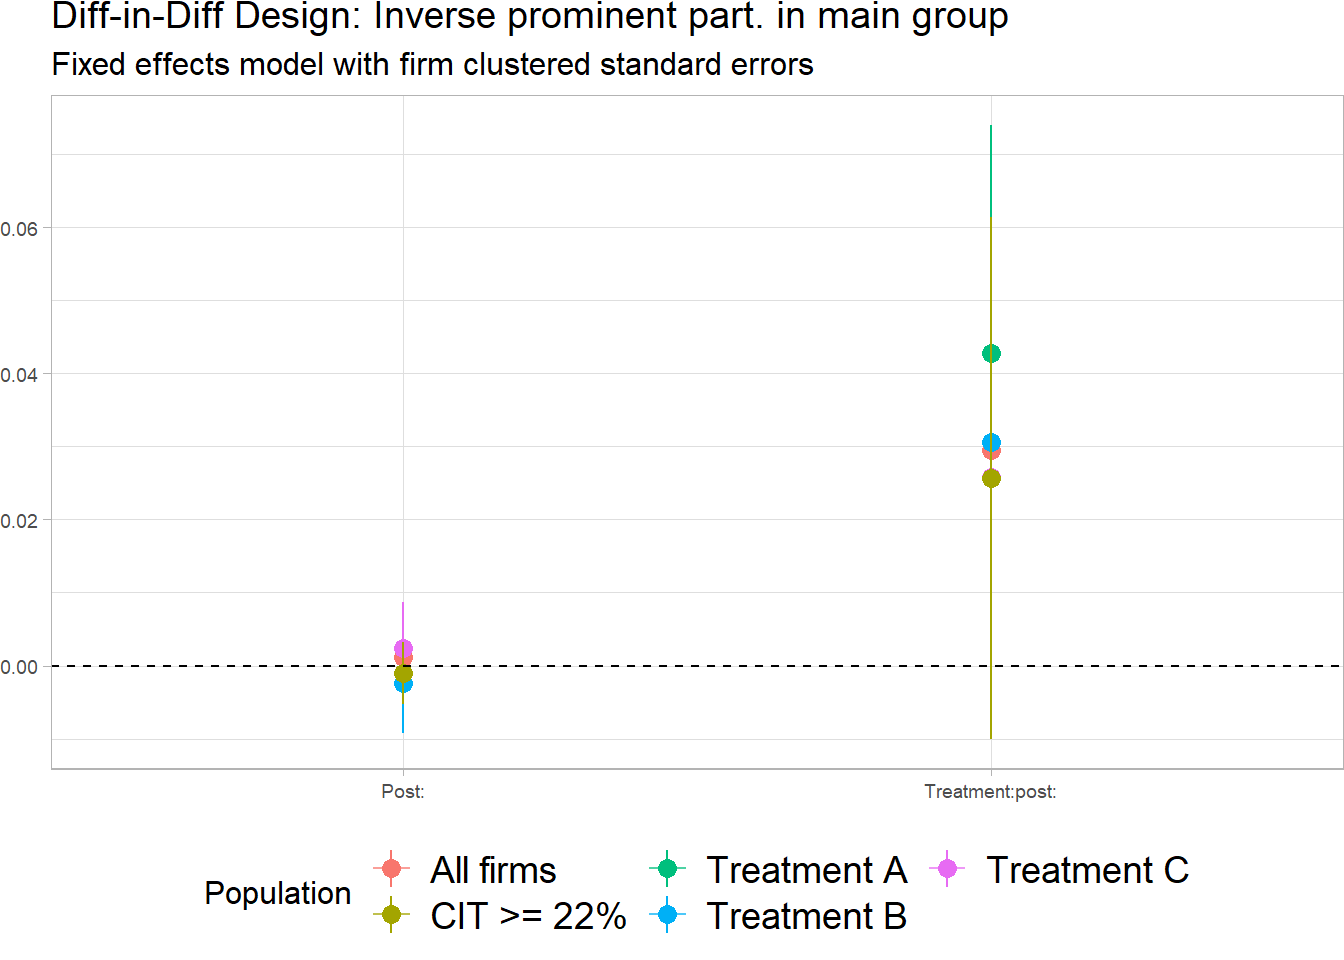 Diff-in-Diff Design: Inverse prominent part. in main group
Fixed effects model with firm clustered standard errors
0.06
0.04
0.02
0.00
Post:
Treatment:post:
Population
All firms
Treatment A
Treatment C
CIT >= 22%
Treatment B